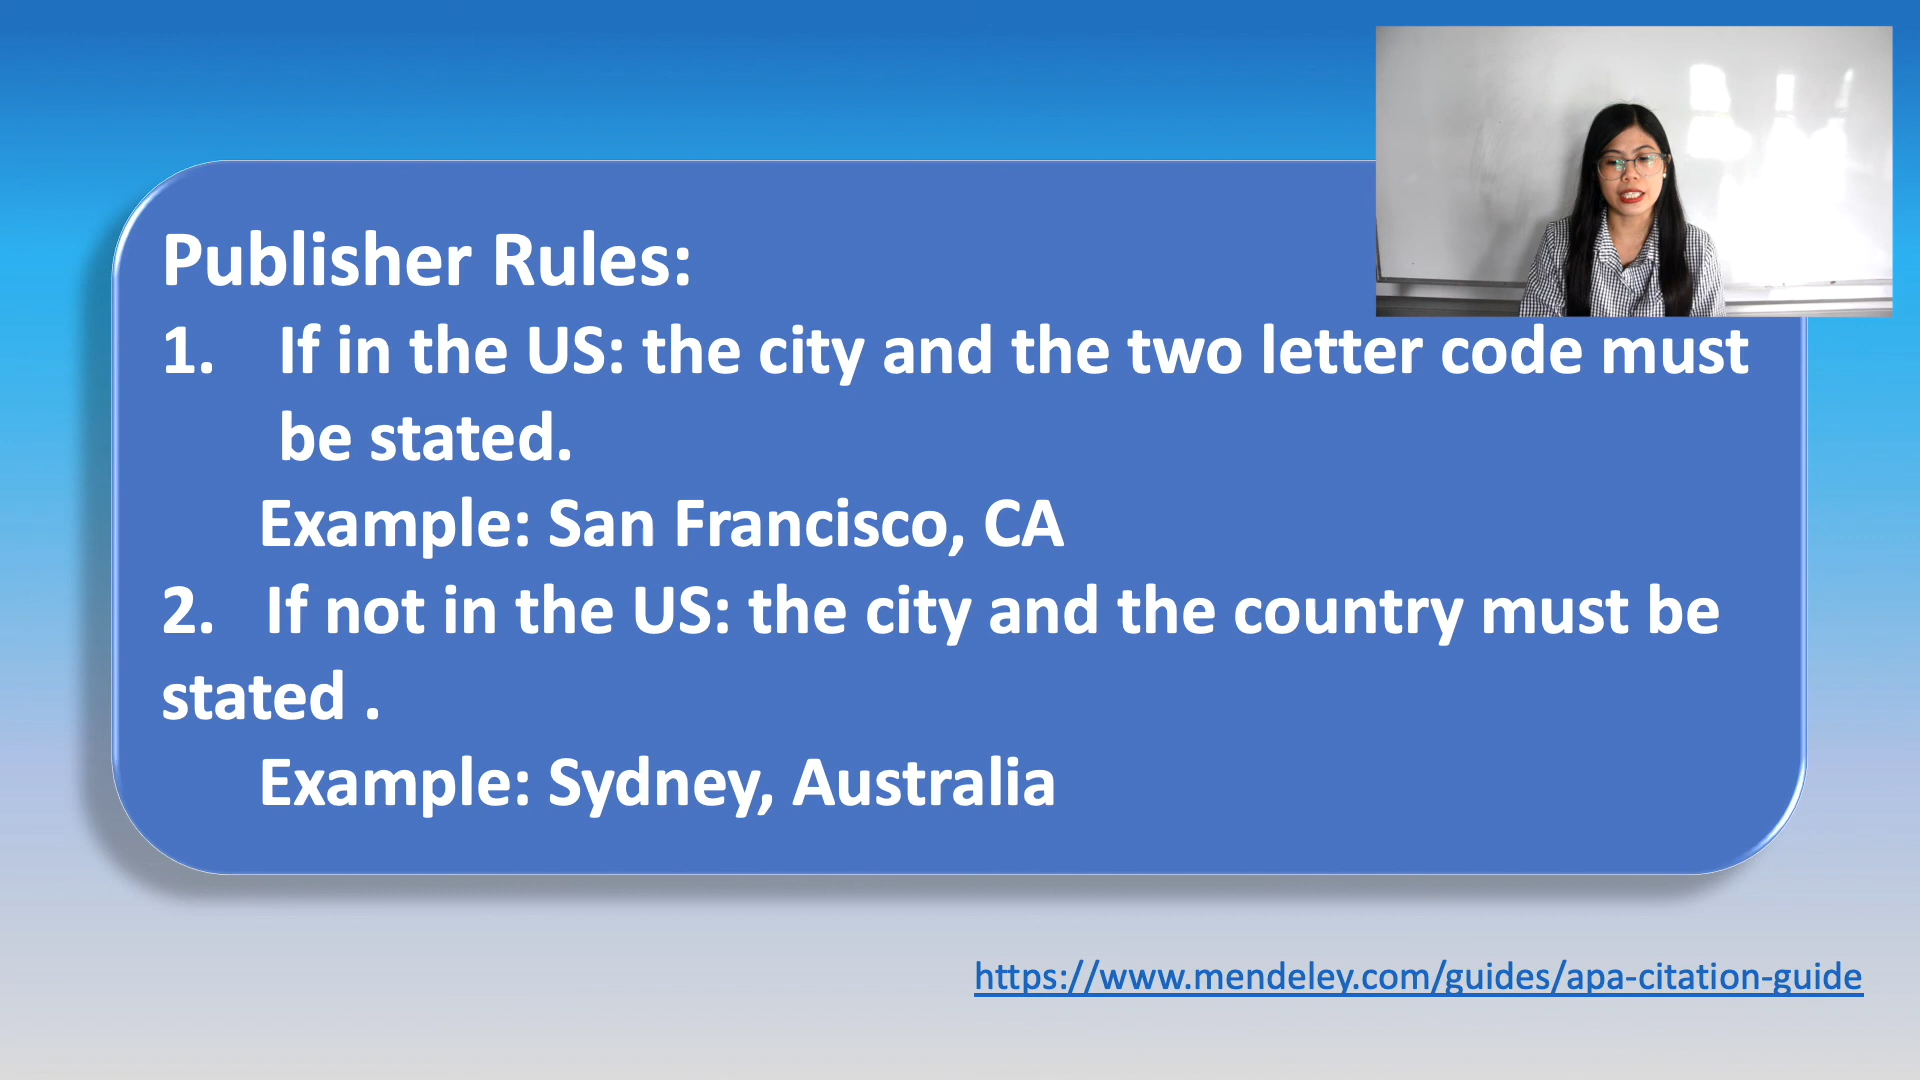 Publisher Rules:
1. If in the US: the city and the two letter code must
be stated.
Example: San Francisco, CA
2. If not in the US: the city and the country must be
stated .
Example: Sydney, Australia
https://www.mendeley.com/guides/apa-citation-guide